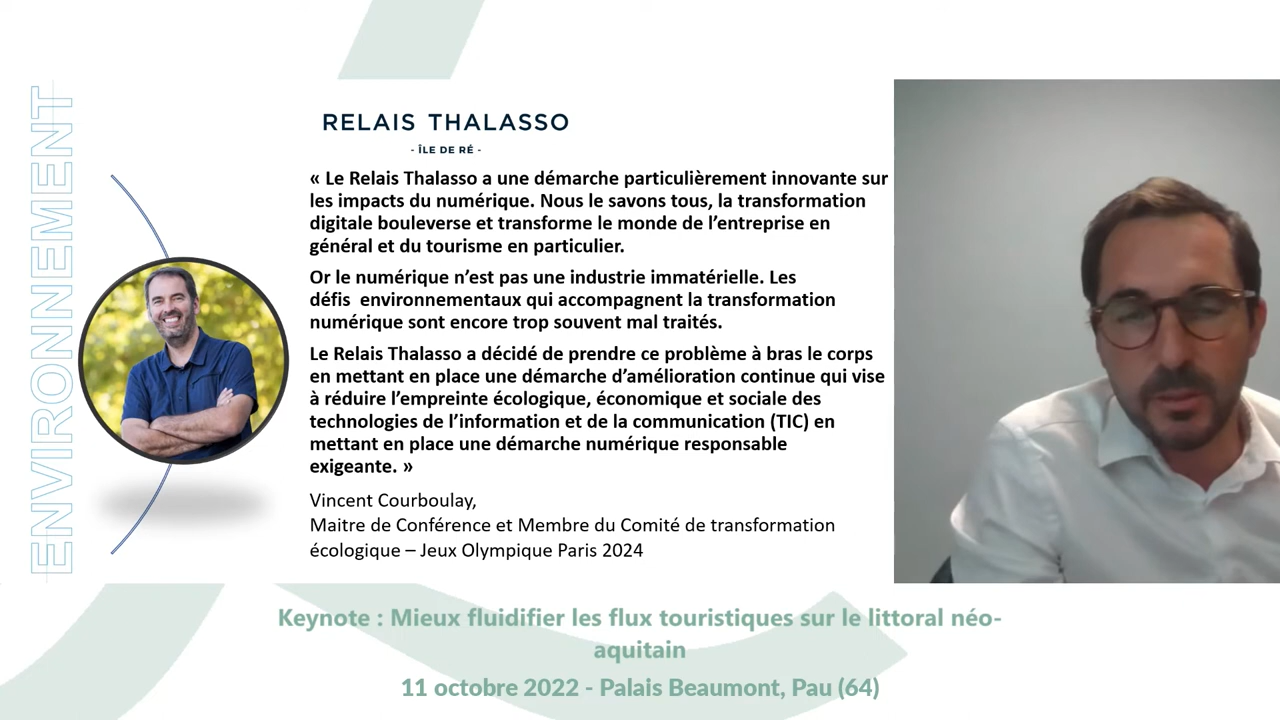 ENVIRONNEMENT
RELAIS THALASSO
- ÎLE DE RÉ -
« Le Relais Thalasso a une démarche particulièrement innovante sur
les impacts du numérique. Nous le savons tous, la transformation
digitale bouleverse et transforme le monde de l’entreprise en
général et du tourisme en particulier.
Or le numérique n’est pas une industrie immatérielle. Les
défis  environnementaux qui accompagnent la transformation
numérique sont encore trop souvent mal traités.
Le Relais Thalasso a décidé de prendre ce problème à bras le corps
en mettant en place une démarche d’amélioration continue qui vise
à réduire l’empreinte écologique, économique et sociale des
technologies de l’information et de la communication (TIC) en
mettant en place une démarche numérique responsable
exigeante. »
Vincent Courboulay,
Maitre de Conférence et Membre du Comité de transformation
écologique – Jeux Olympique Paris 2024
Keynote : Mieux fluidifier les flux touristiques sur le littoral néo-
aquitain
11 octobre 2022 - Palais Beaumont, Pau (64)